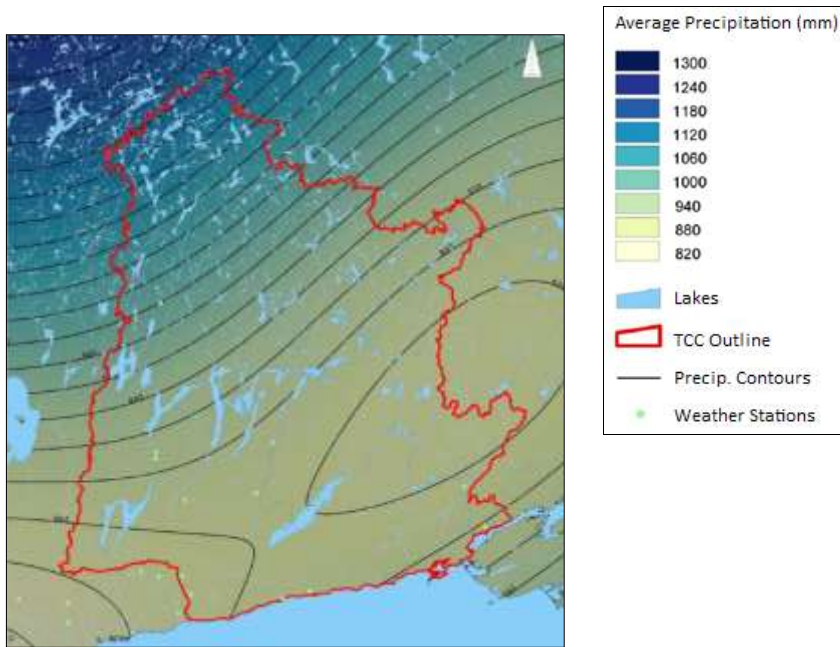 Average Precipitation (mm)
1300
1240
1180
1120
1060
1000
940
880
820
Lakes
TCC Outline
Precip. Contours
Weather Stations